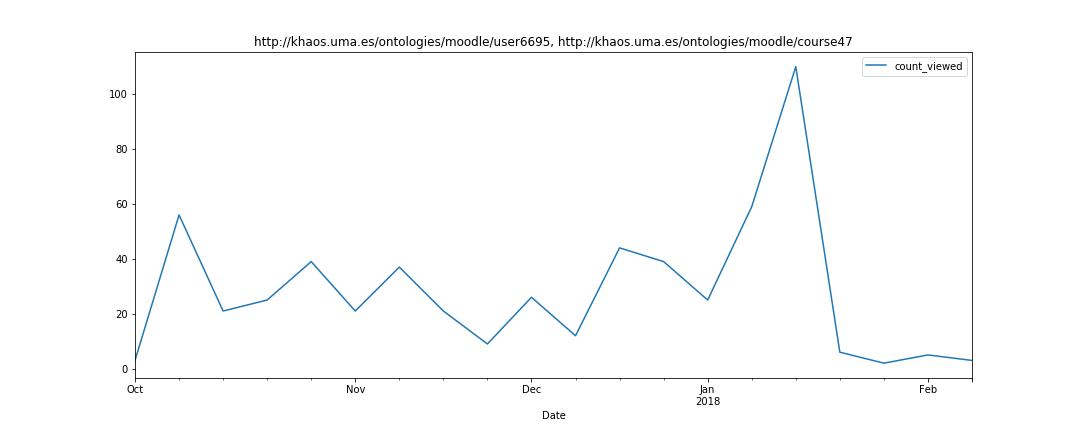 http://khaos.uma.es/ontologies/moodle/user6695, http://khaos.uma.es/ontologies/moodle/course47
count_viewed
100
80
60
40
20
0
Oct Nov Dec Jan Feb
2018
Date